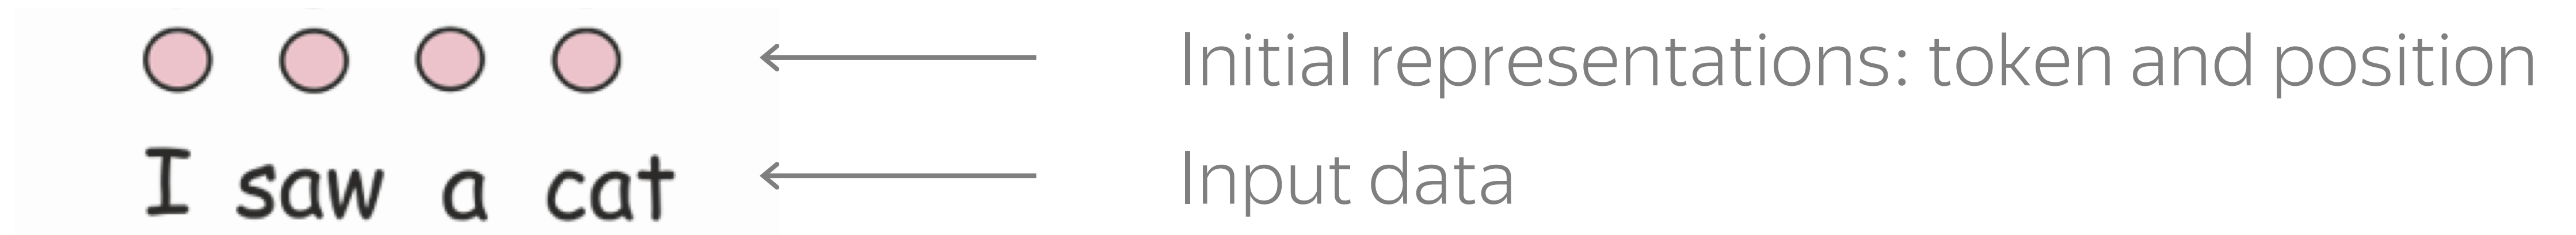 Initial representations: token and position
I saw a cat
Input data